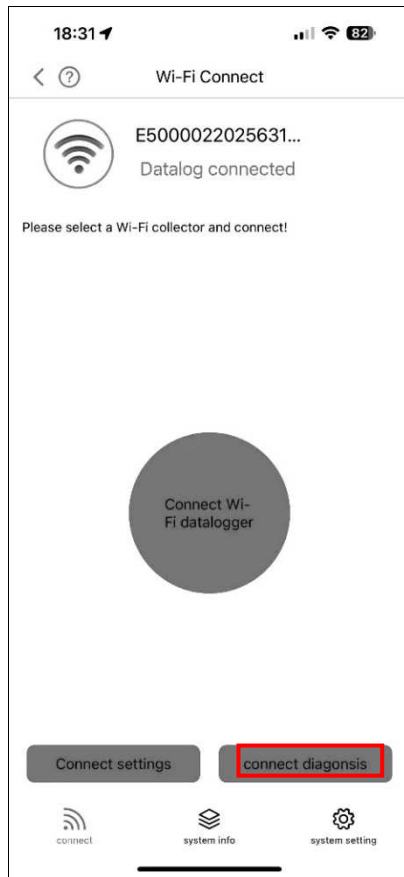 18:31
82
Wi-Fi Connect
E5000022025631...
Datalog connected
Please select a Wi-Fi collector and connect!
Connect Wi-
Fi datalogger
Connect settings
connect diagonsis
connect
system info
system setting